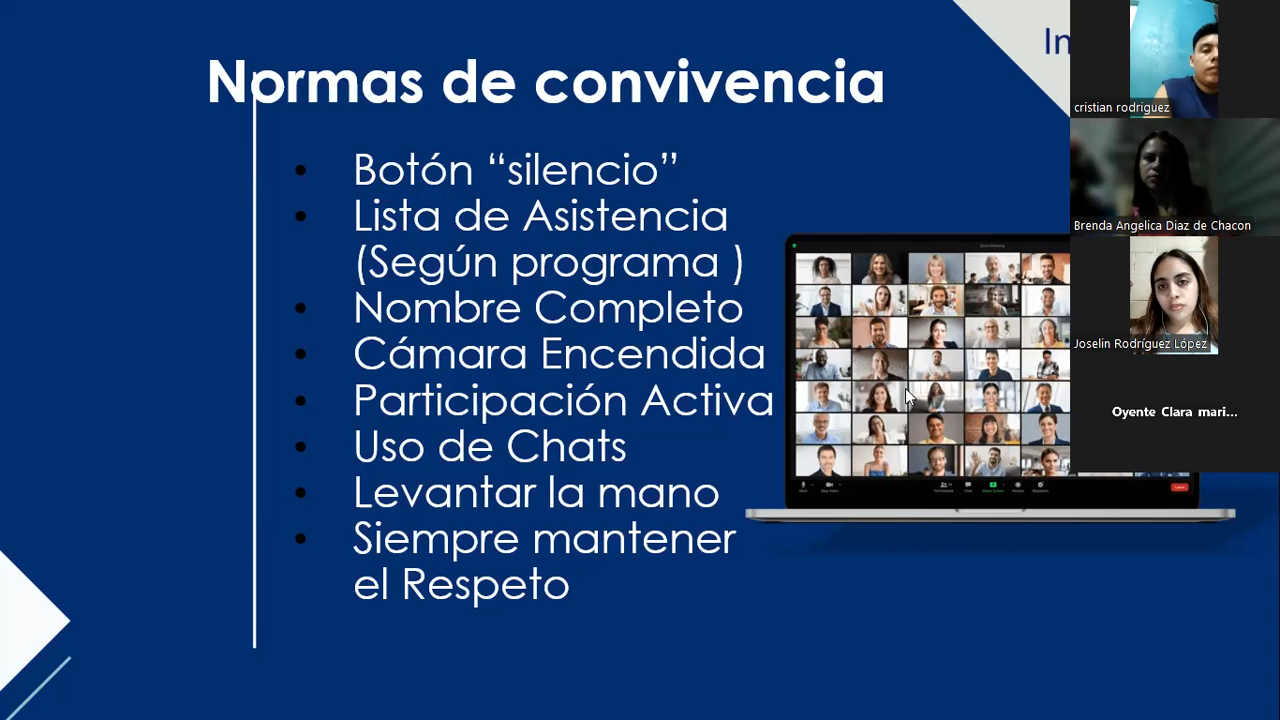 In
Normas de convivencia
Botón “silencio”
Lista de Asistencia
(Según programa )
Nombre Completo
Cámara Encendida
Participación Activa
Uso de Chats
Levantar la mano
Siempre mantener
el Respeto
cristian rodriguez
Brenda Angelica Diaz de Chacon
Joselin Rodríguez López
Oyente Clara mari...